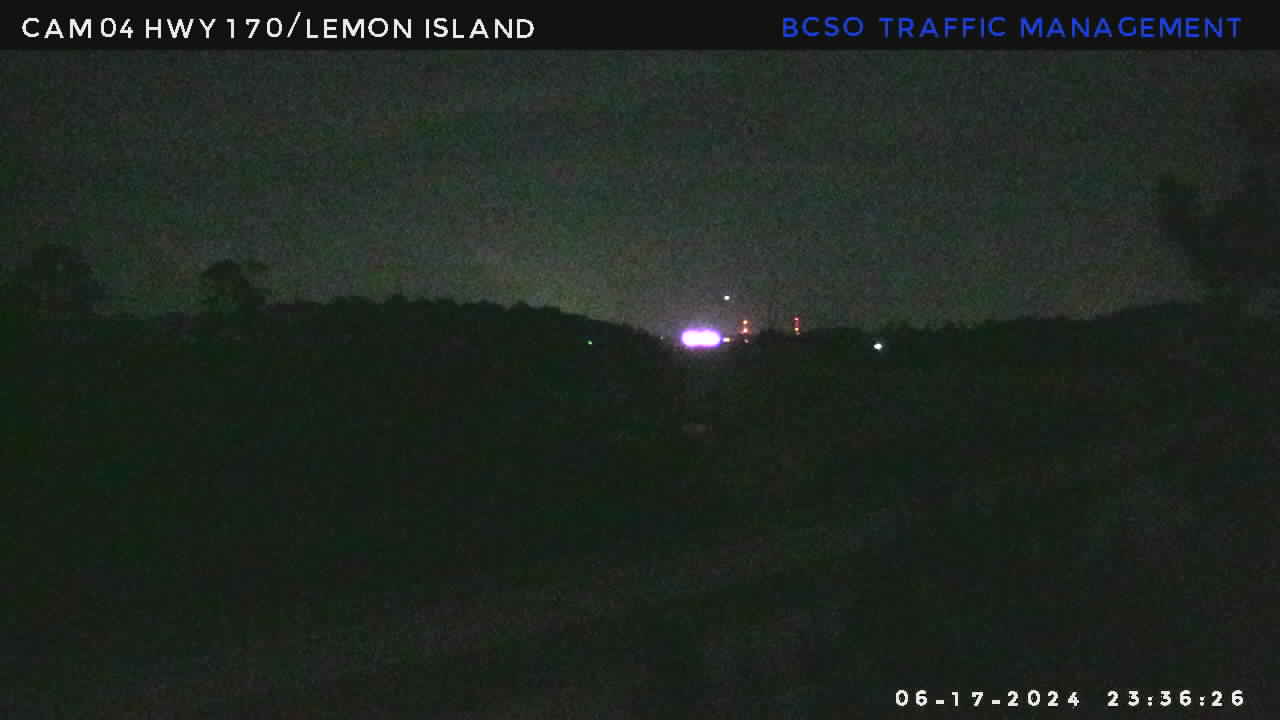 CAM 04 HWY 170/LEMON ISLAND
BCSO TRAFFIC MANAGEMENT
06-17-2024 23:36:26